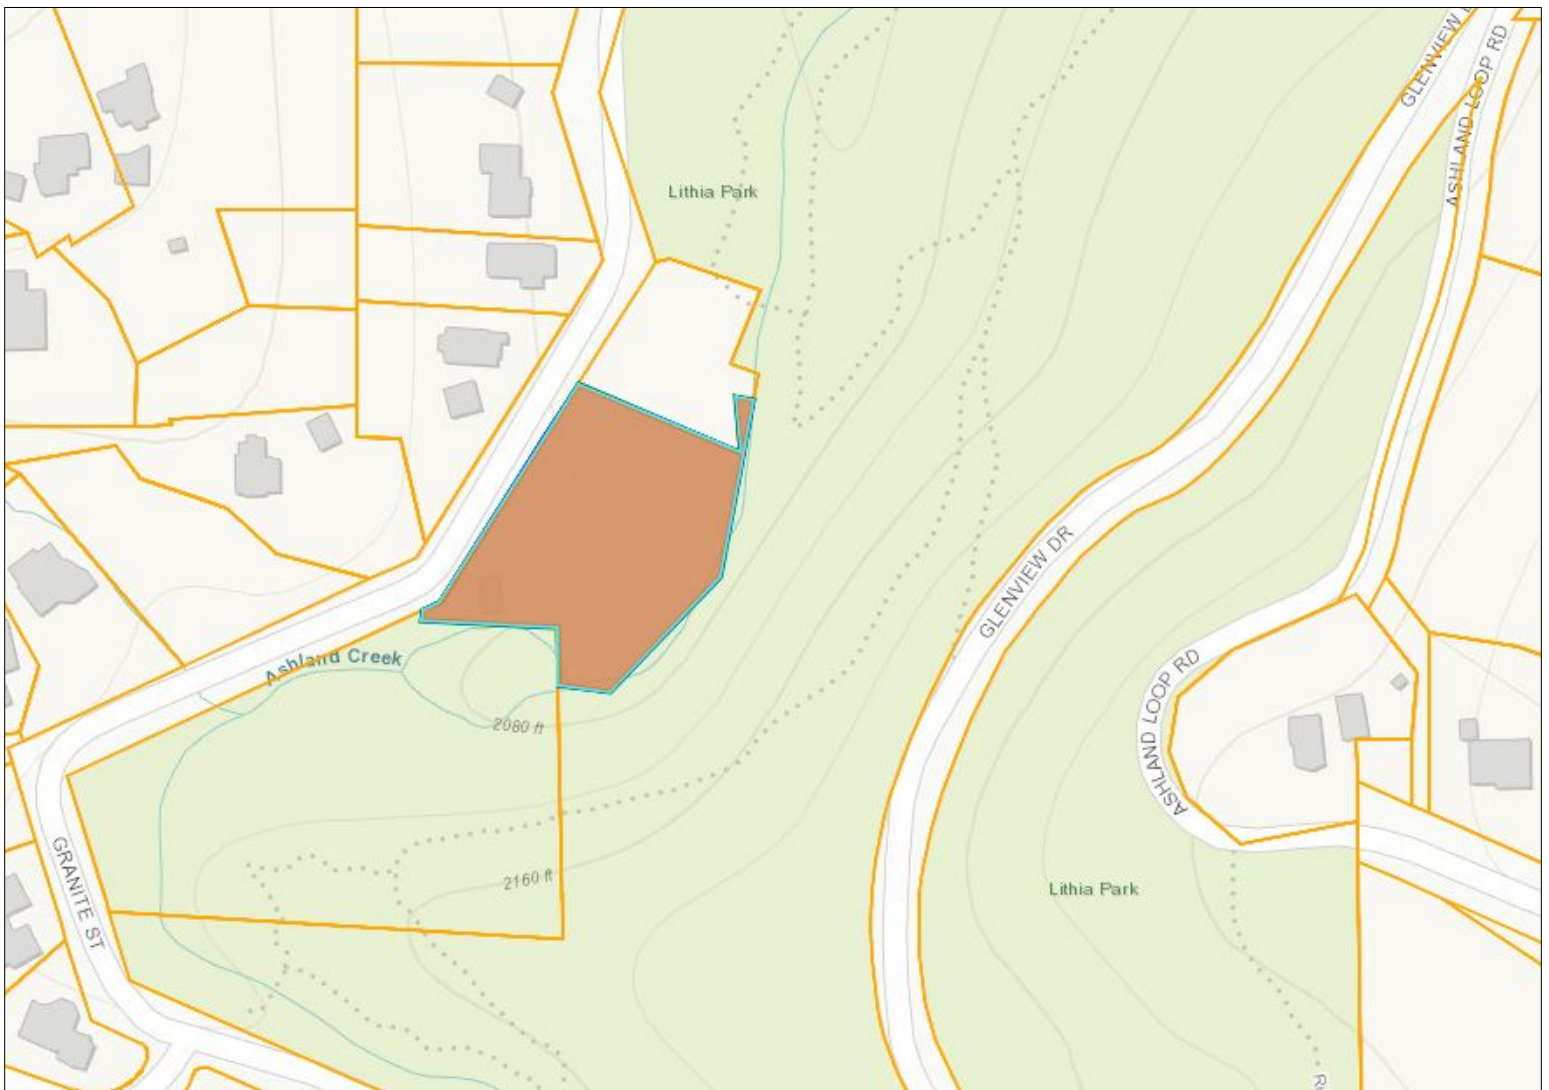 GLENVIEW
ASHLAND LOOP RD
Lithia Park
GLENVIEW DR
Ashland Creek
ASHLAND LOOP RD
2080 ft
GRANITE ST
2160 ft
Lithia Park